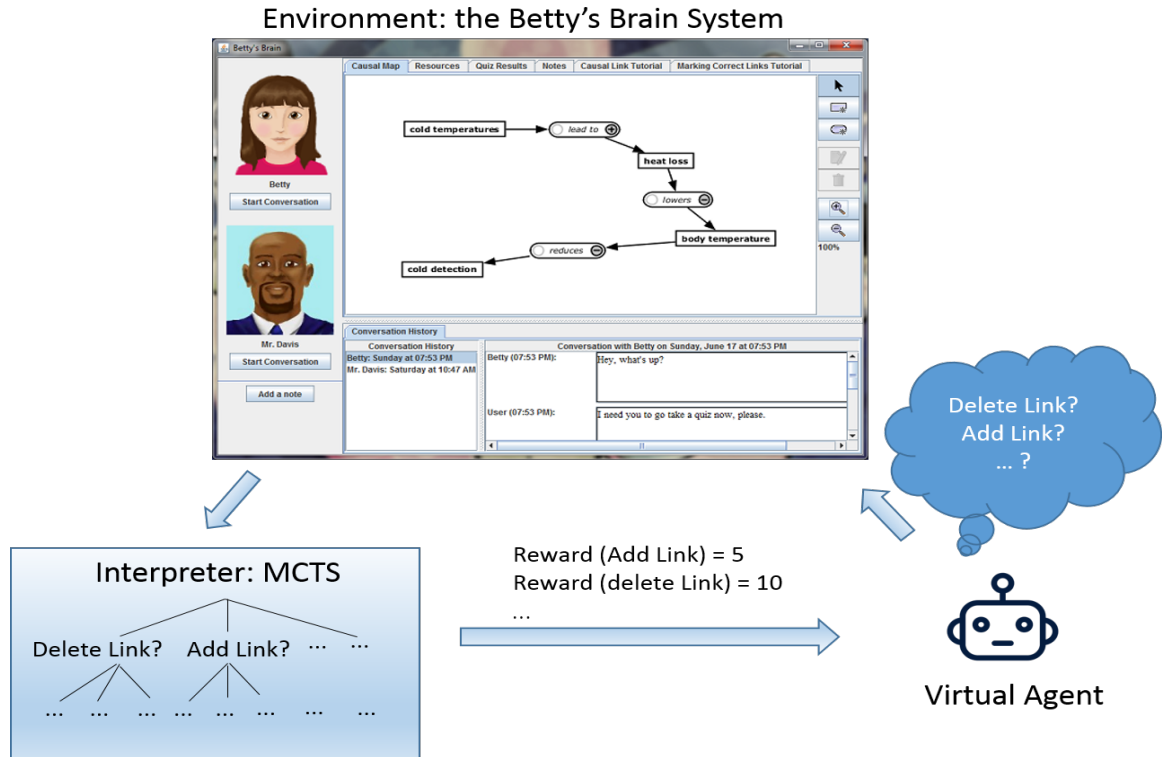 Environment: the Betty's Brain System
Betty's Brain
Causal Map
Resources
Quiz Results
Notes
Causal Link Tutorial
Marking Correct Links Tutorial
Betty
Start Conversation
Mr. Davis
Start Conversation
Add a note
cold temperatures
lead to
heat loss
lowers
body temperature
reduces
cold detection
100%
Conversation History
Conversation History
Betty: Sunday at 07:53 PM
Mr. Davis: Saturday at 10:47 AM
Conversation with Betty on Sunday, June 17 at 07:53 PM
Betty (07:53 PM):
Hey, what's up?
User (07:53 PM):
I need you to go take a quiz now, please.
Delete Link?
Add Link?
... ?
Interpreter: MCTS
Delete Link? Add Link? ... ...
... ... ... ... ... ... ... ...
Reward (Add Link) = 5
Reward (delete Link) = 10
...
Virtual Agent